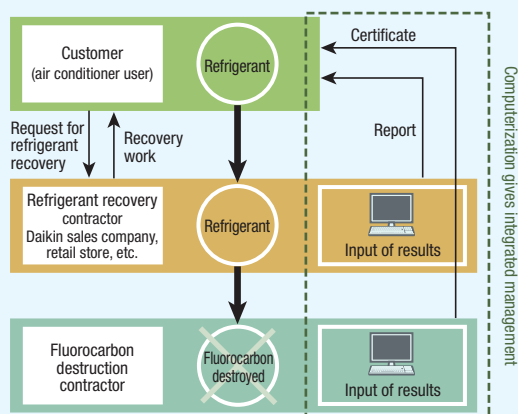 Customer
(air conditioner user)
Refrigerant
Certificate
Request for
refrigerant
recovery
Recovery
work
Report
Refrigerant recovery
contractor
Daikin sales company,
retail store, etc.
Refrigerant
Input of results
Fluorocarbon
destruction
contractor
Fluorocarbon
destroyed
Input of results
Computerization gives integrated management